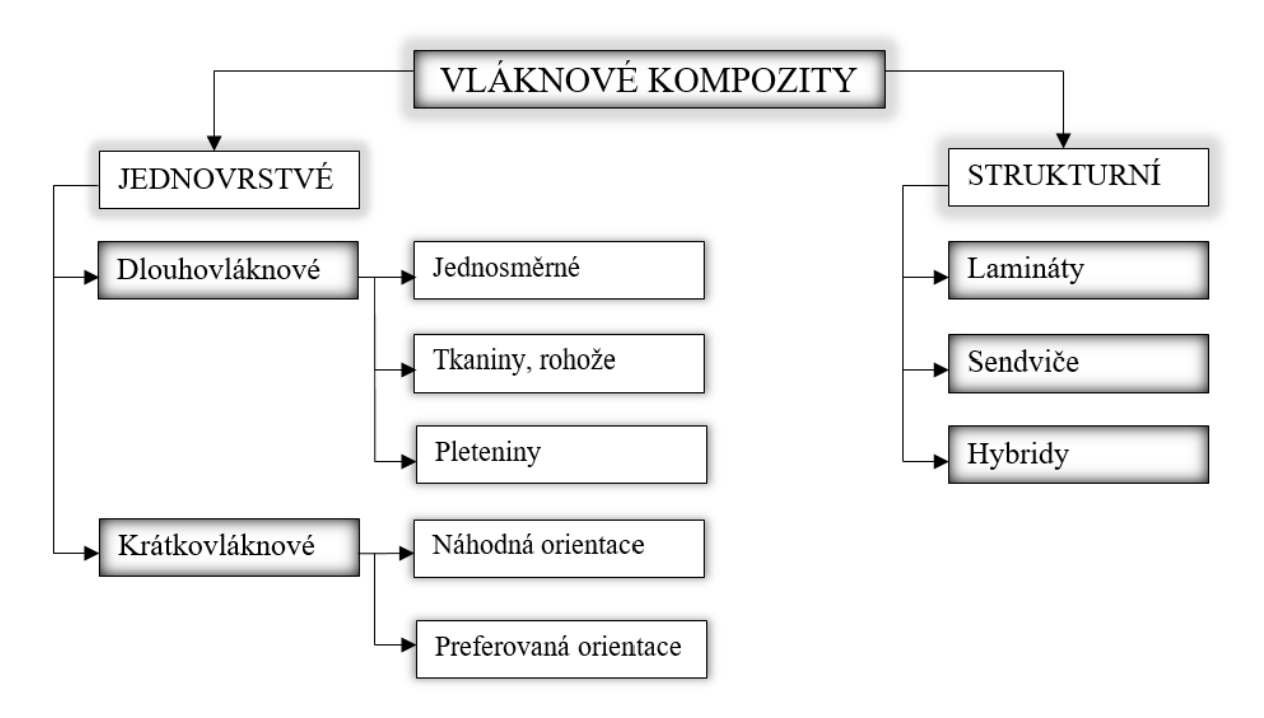 VLÁKNOVÉ KOMPOZITY
JEDNOVRSTVÉ
Dlouhovláknové
Jednosměrné
Tkaniny, rohože
Pleteniny
Krátkovláknové
Náhodná orientace
Preferovaná orientace
STRUKTURNÍ
Lamináty
Sendviče
Hybridy